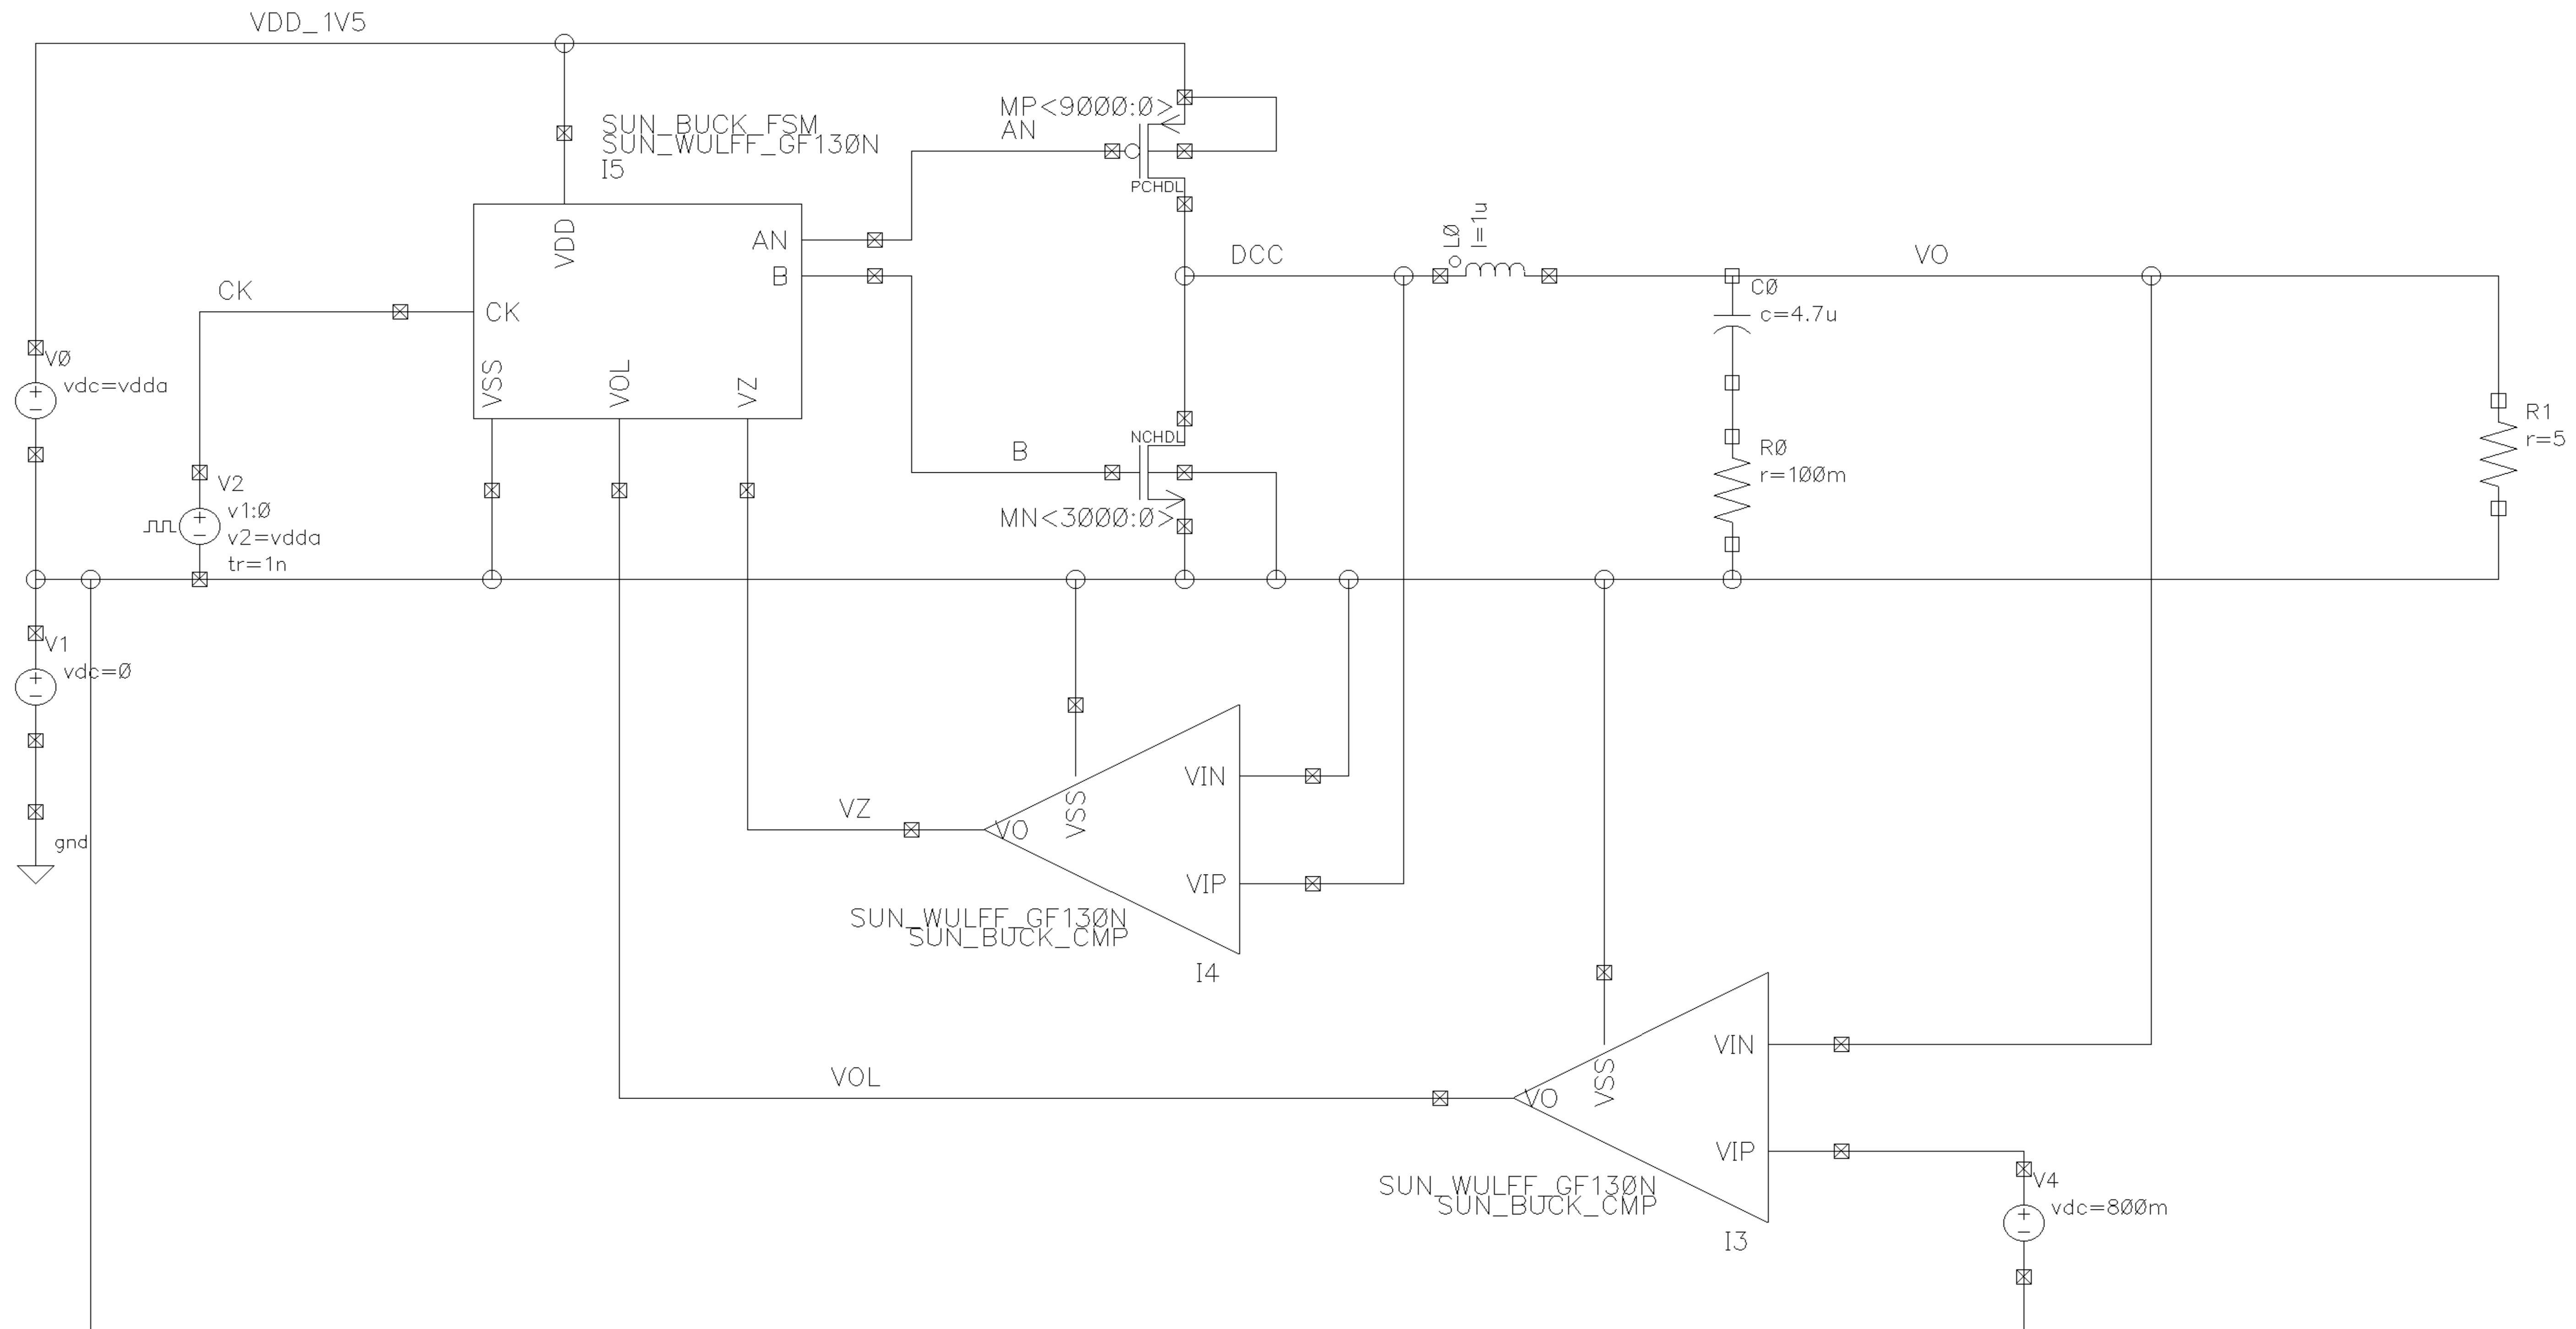 VDD_1V5
MP<9000:0>
AN
PCHDL
SUN_BUCK_FSM
SUN_WULFF_GF130N
I5
VDD
AN
B
CK
CK
VSS
VOL
VZ
DCC
L0
l=1u
VO
C0
c=4.7u
V0
vdc=vdda
R1
r=5
NCHDL
B
MN<3000:0>
R0
r=100m
V2
v1:0
v2=vdda
tr=1n
V1
vdc=0
gnd
VZ
VO
VSS
VIN
VIP
SUN_WULFF_GF130N
SUN_BUCK_CMP
I4
VOL
VO
VSS
VIN
VIP
SUN_WULFF_GF130N
SUN_BUCK_CMP
I3
V4
vdc=800m